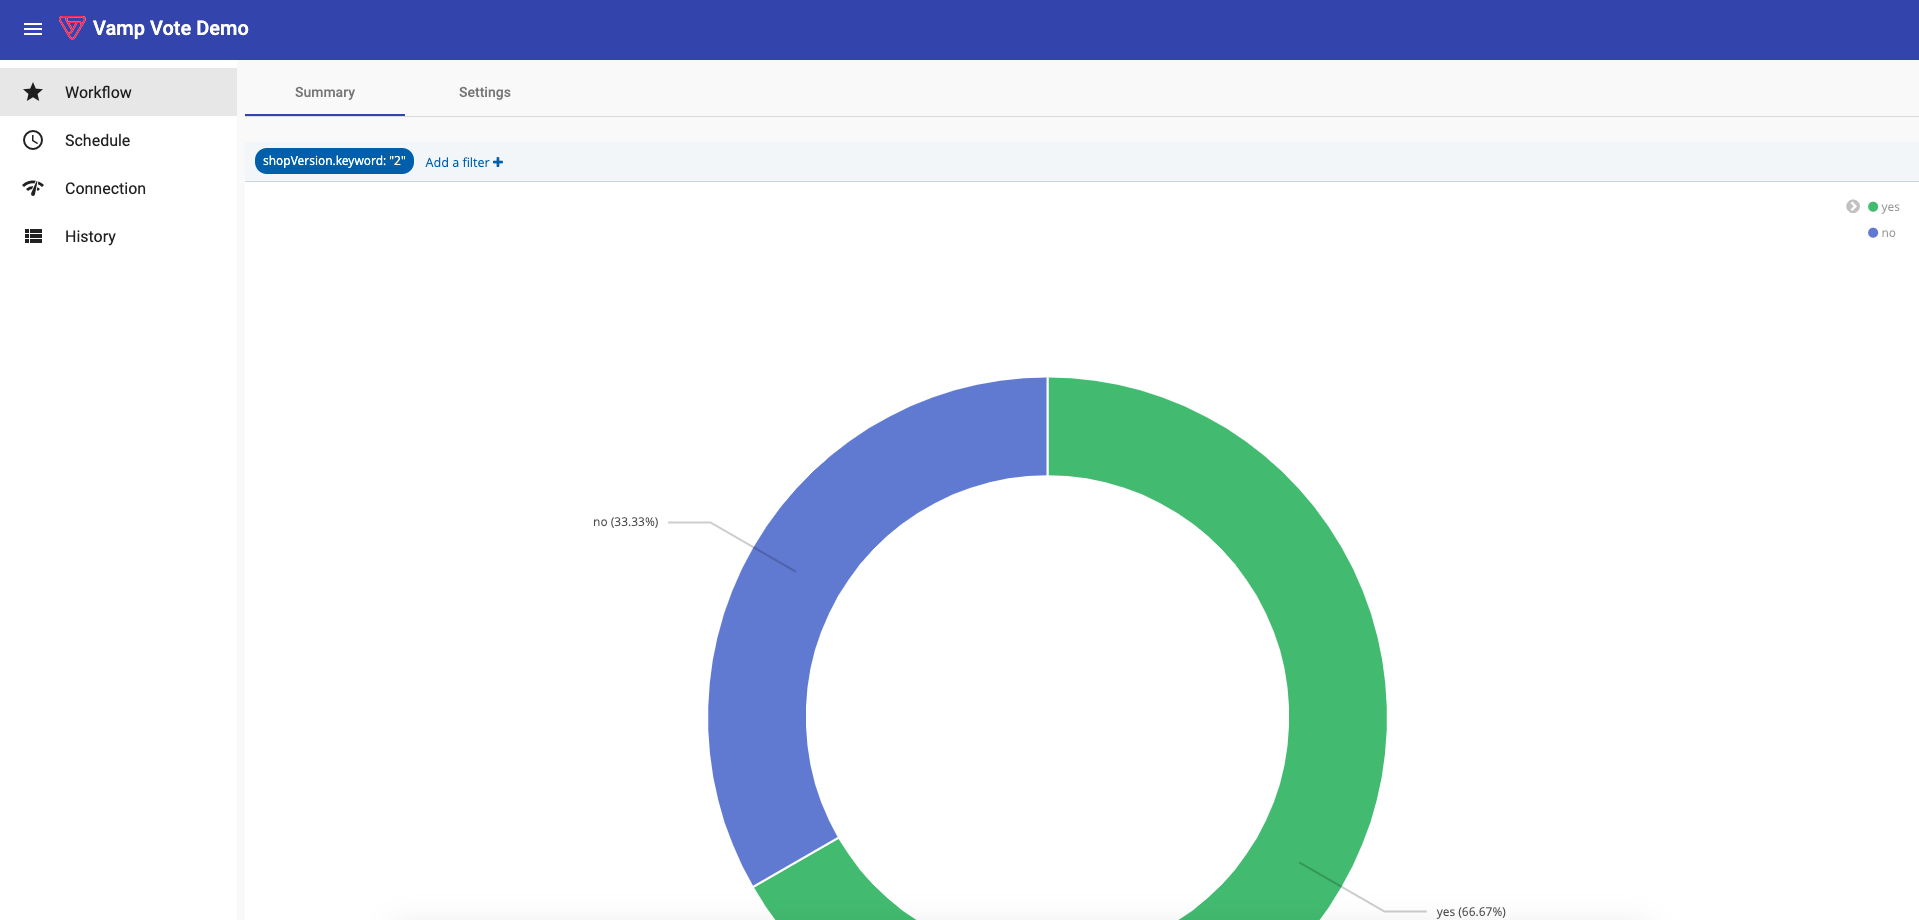 Vamp Vote Demo
Workflow
Schedule
Connection
History
Summary
Settings
shopVersion.keyword: "2"
Add a filter +
yes
no
no (33.33%)
yes (66.67%)